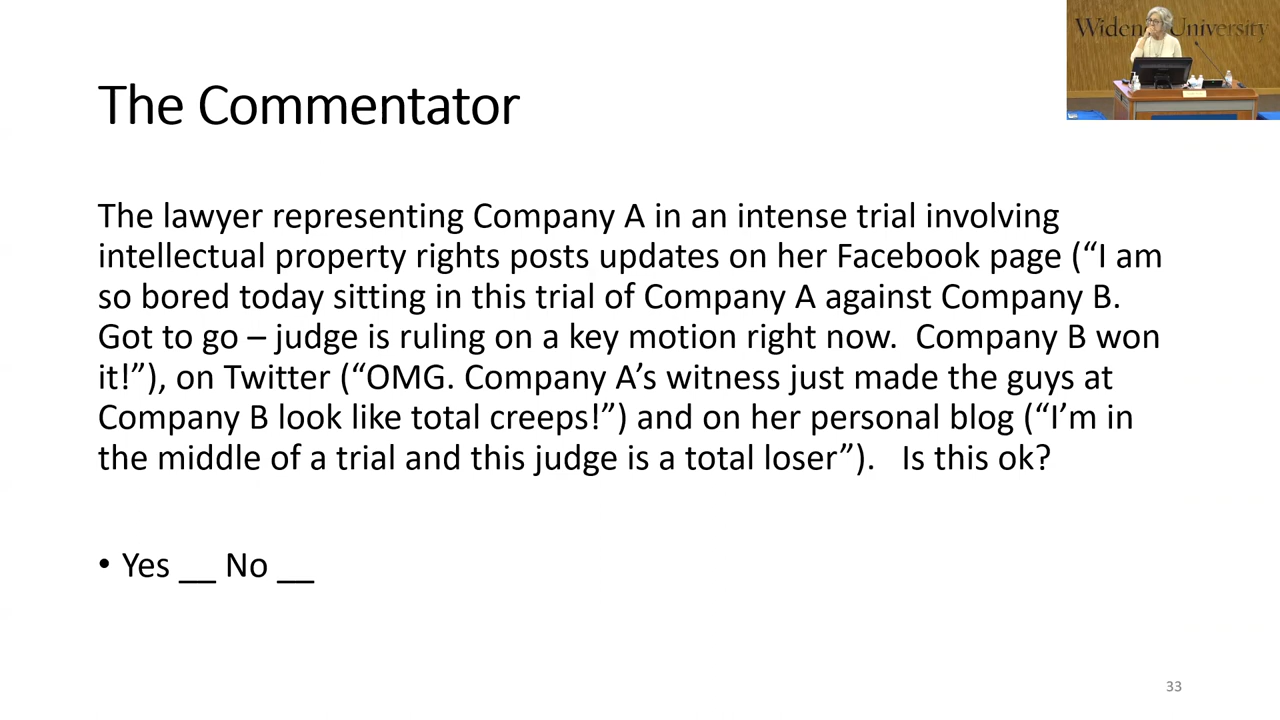 Widener University
The Commentator
The lawyer representing Company A in an intense trial involving
intellectual property rights posts updates on her Facebook page (“I am
so bored today sitting in this trial of Company A against Company B.
Got to go – judge is ruling on a key motion right now.  Company B won
it!”), on Twitter (“OMG. Company A’s witness just made the guys at
Company B look like total creeps!”) and on her personal blog (“I’m in
the middle of a trial and this judge is a total loser”).   Is this ok?
• Yes __ No __
33